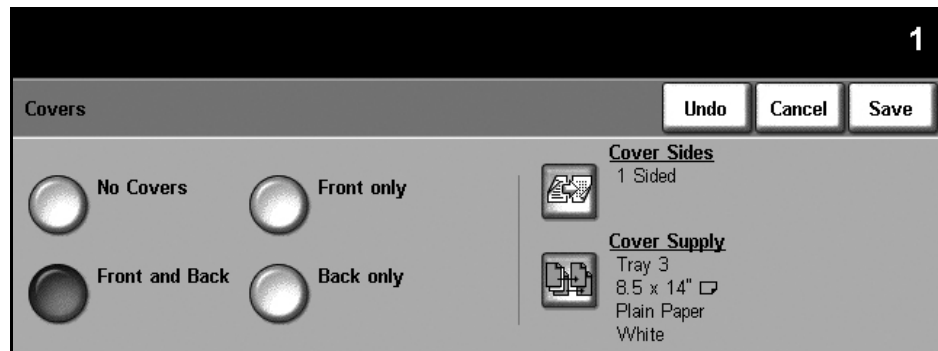 1
Covers
Undo
Cancel
Save
No Covers
Front only
Front and Back
Back only
Cover Sides
1 Sided
Cover Supply
Tray 3
8.5 x 14"
Plain Paper
White